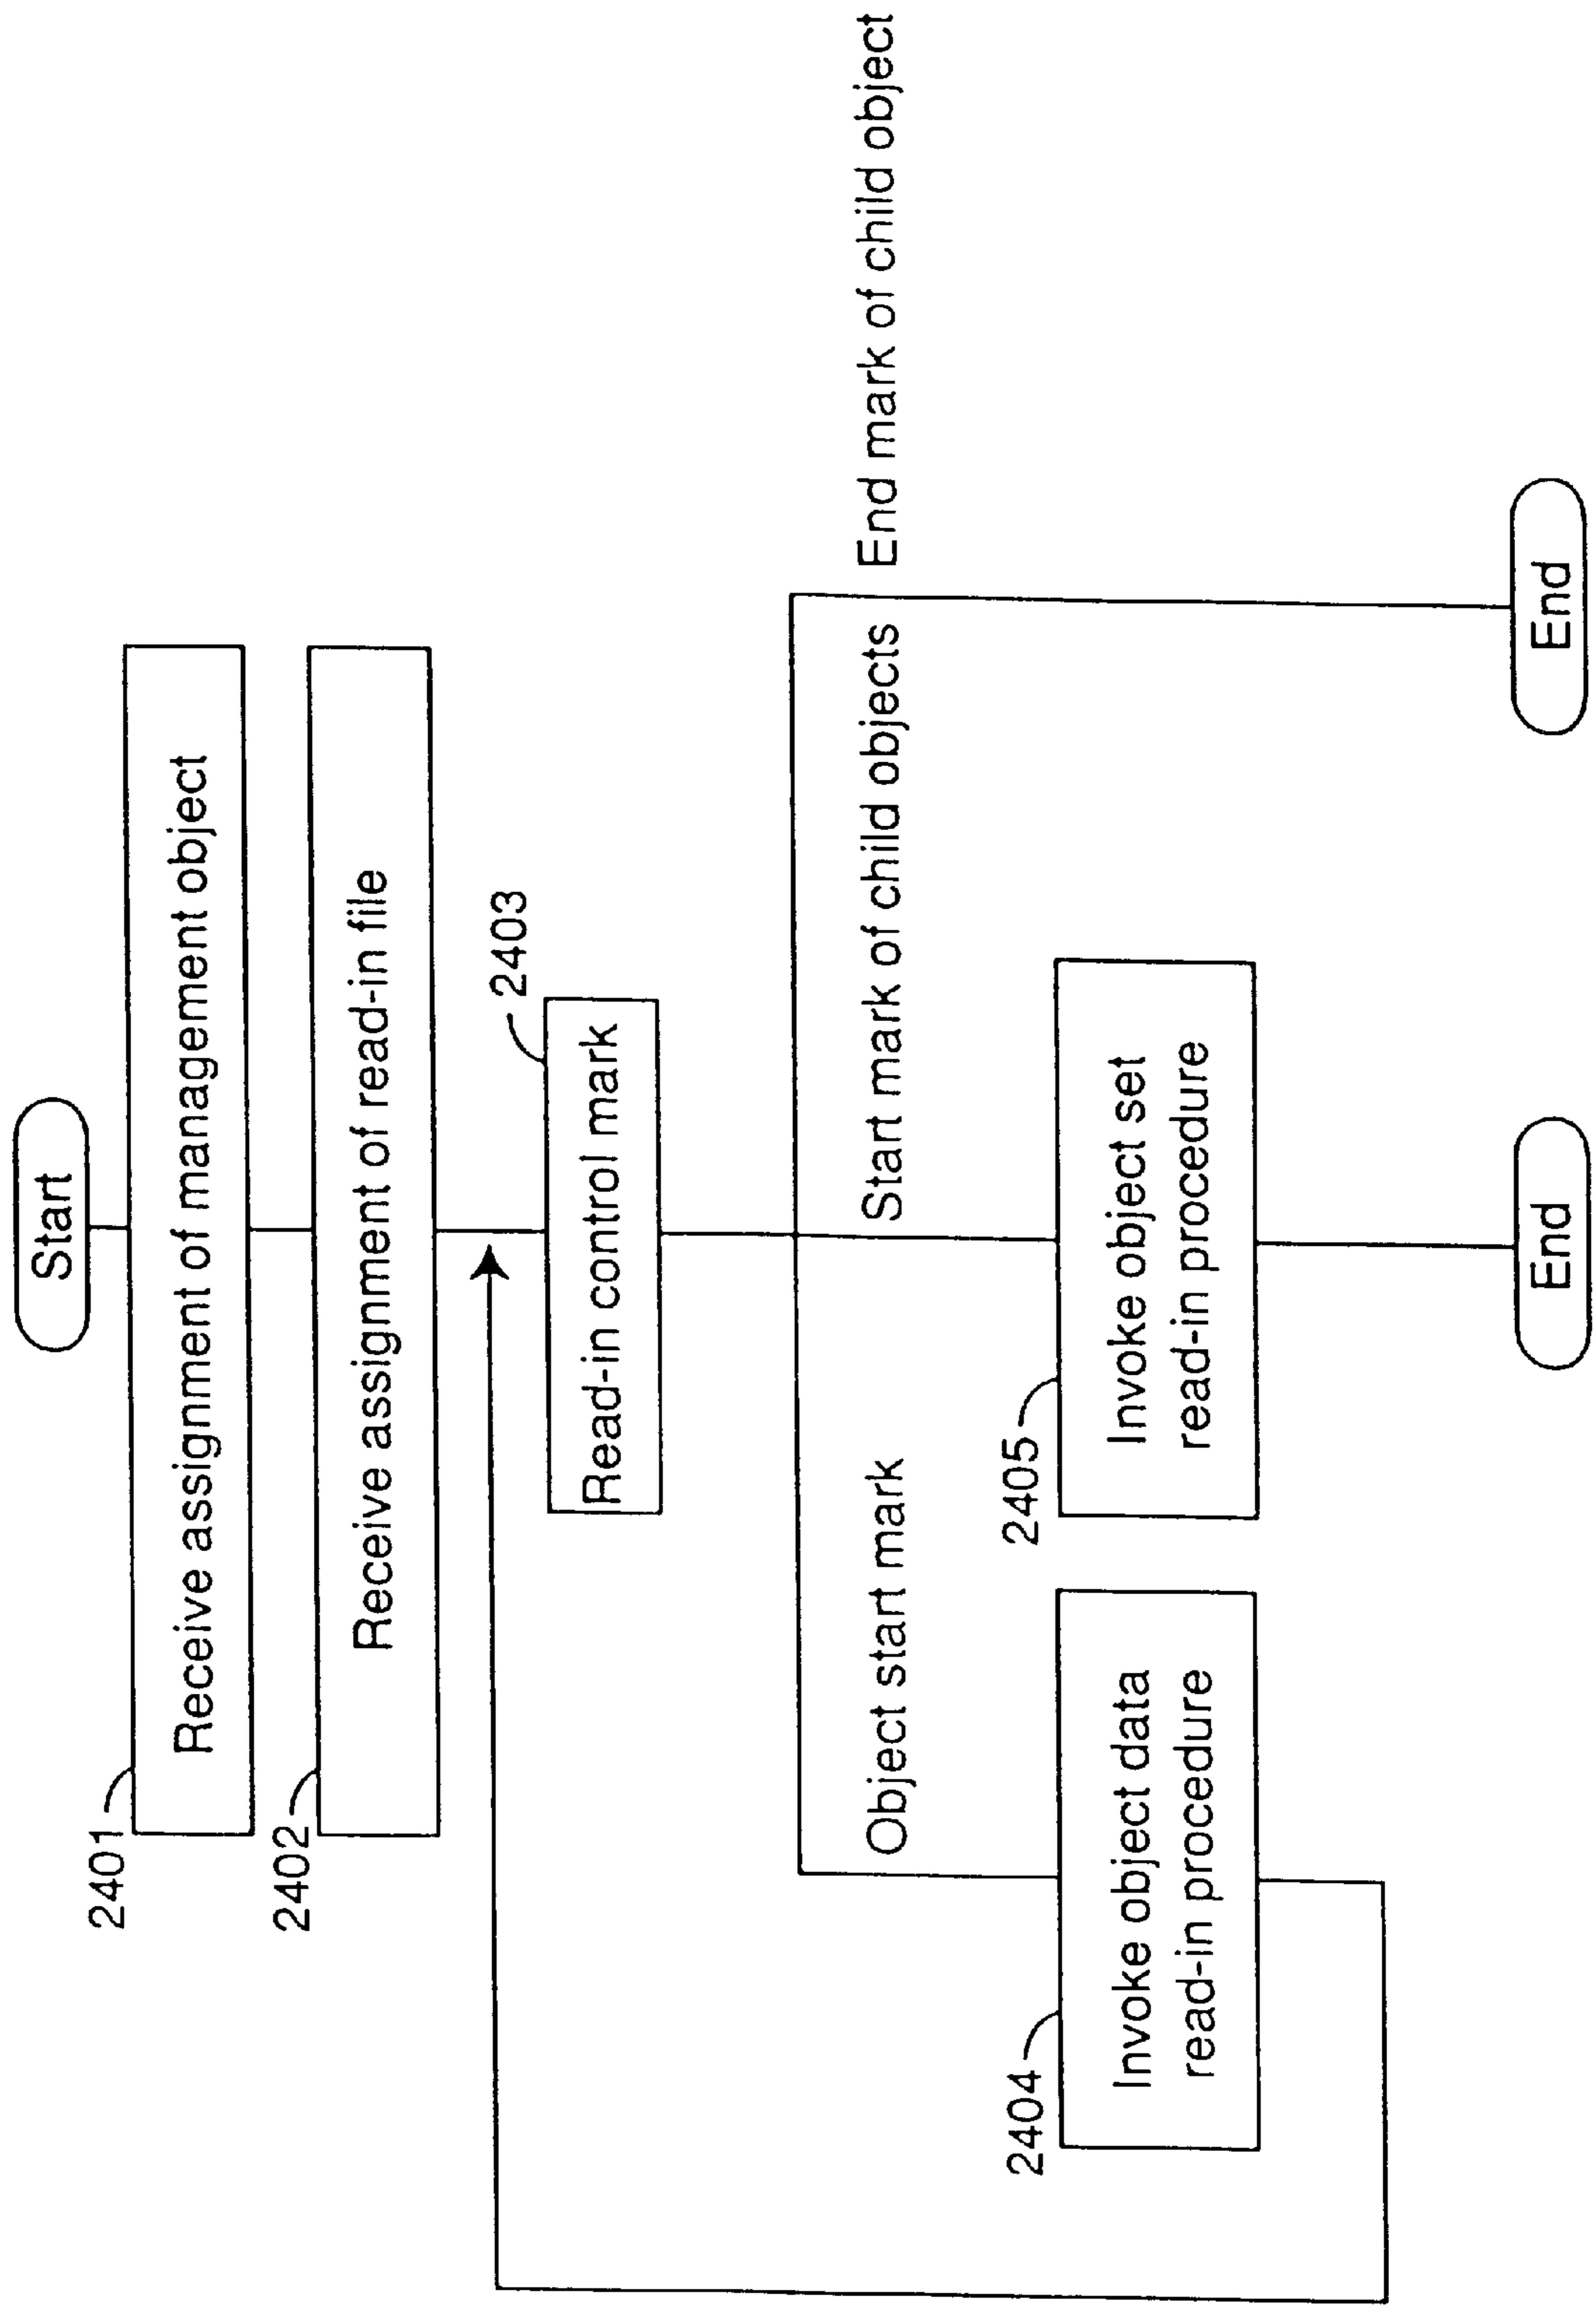 Start
2401
Receive assignment of management object
2402
Receive assignment of read-in file
2403
Read-in control mark
Object start mark
Start mark of child objects
End mark of child object
2404
Invoke object data
read-in procedure
2405
Invoke object set
read-in procedure
End
End